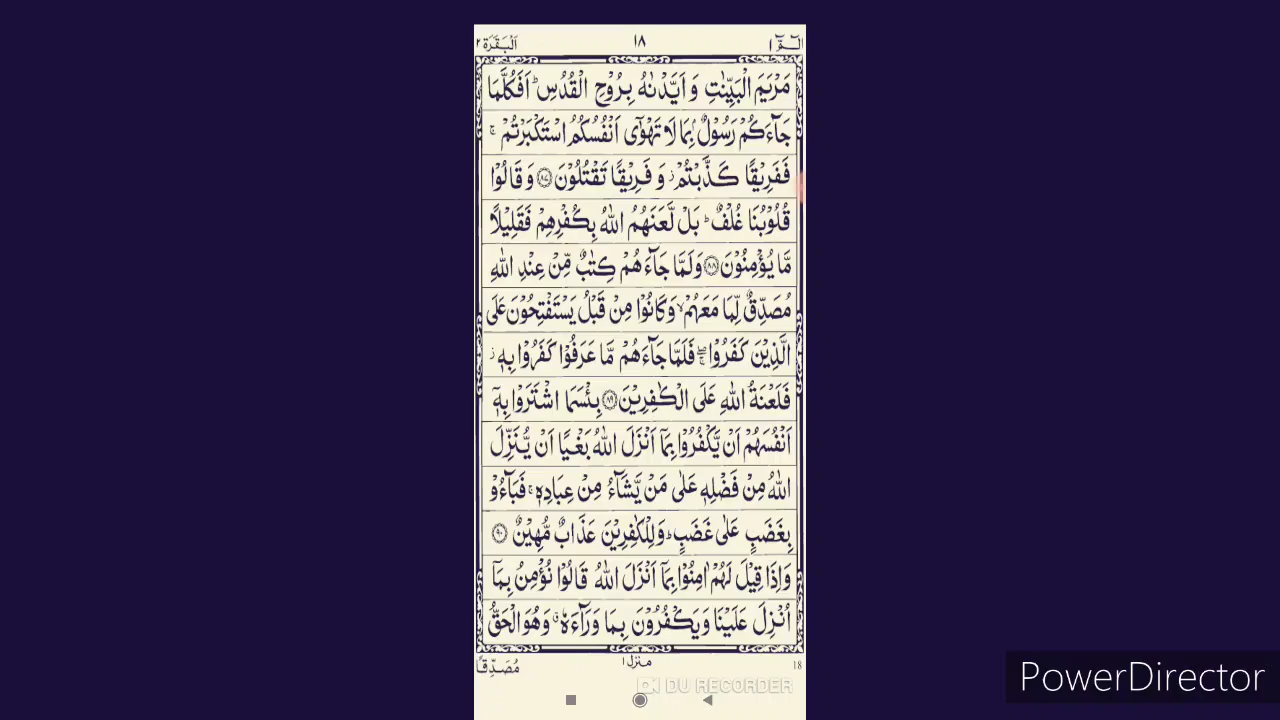 الٓمّٓ ١ ١٨ اَلْبَقَرَة ٢
مَرْيَمَ الْبَيِّنٰتِ وَ اَيَّدْنٰهُ بِرُوْحِ الْقُدُسِ ؕ اَفَكُلَّمَا
جَآءَكُمْ رَسُوْلٌۢ بِمَا لَا تَهْوٰۤى اَنْفُسُكُمُ اسْتَكْبَرْتُمْ ۚ
فَفَرِيْقًا كَذَّبْتُمْ ؗ وَ فَرِيْقًا تَقْتُلُوْنَ ﴿۸۷﴾ وَ قَالُوْا
قُلُوْبُنَا غُلْفٌ ؕ بَلْ لَّعَنَهُمُ اللّٰهُ بِكُفْرِهِمْ فَقَلِيْلًا
مَّا يُؤْمِنُوْنَ ﴿۸۸﴾ وَلَمَّا جَآءَهُمْ كِتٰبٌ مِّنْ عِنْدِ اللّٰهِ
مُصَدِّقٌ لِّمَا مَعَهُمْ ۙ وَكَانُوْا مِنْ قَبْلُ يَسْتَفْتِحُوْنَ عَلَى
الَّذِيْنَ كَفَرُوْا ۚۖ فَلَمَّا جَآءَهُمْ مَّا عَرَفُوْا كَفَرُوْا بِهٖ ؗ
فَلَعْنَةُ اللّٰهِ عَلَى الْكٰفِرِيْنَ ﴿۸۹﴾ بِئْسَمَا اشْتَرَوْا بِهٖۤ
اَنْفُسَهُمْ اَنْ يَّكْفُرُوْا بِمَاۤ اَنْزَلَ اللّٰهُ بَغْيًا اَنْ يُّنَزِّلَ
اللّٰهُ مِنْ فَضْلِهٖ عَلٰى مَنْ يَّشَآءُ مِنْ عِبَادِهٖ ۚ فَبَآءُوْ
بِغَضَبٍ عَلٰى غَضَبٍ ؕ وَلِلْكٰفِرِيْنَ عَذَابٌ مُّهِيْنٌ ﴿۹۰﴾
وَاِذَا قِيْلَ لَهُمْ اٰمِنُوْا بِمَاۤ اَنْزَلَ اللّٰهُ قَالُوْا نُؤْمِنُ بِمَاۤ
اُنْزِلَ عَلَيْنَا وَيَكْفُرُوْنَ بِمَا وَرَآءَهٗ ۗ وَهُوَ الْحَقُّ
18 منزل ١ مُصَدِّقًا
DU RECORDER
PowerDirector